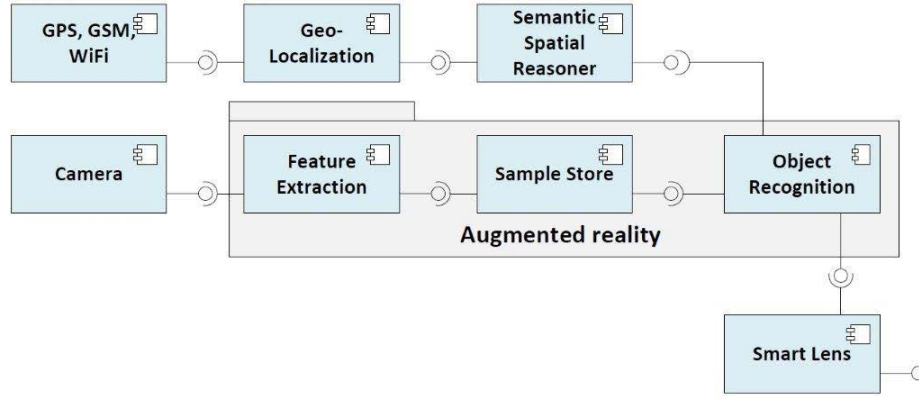 GPS, GSM,
WiFi
Geo-
Localization
Semantic
Spatial
Reasoner
Camera
Feature
Extraction
Sample Store
Object
Recognition
Augmented reality
Smart Lens